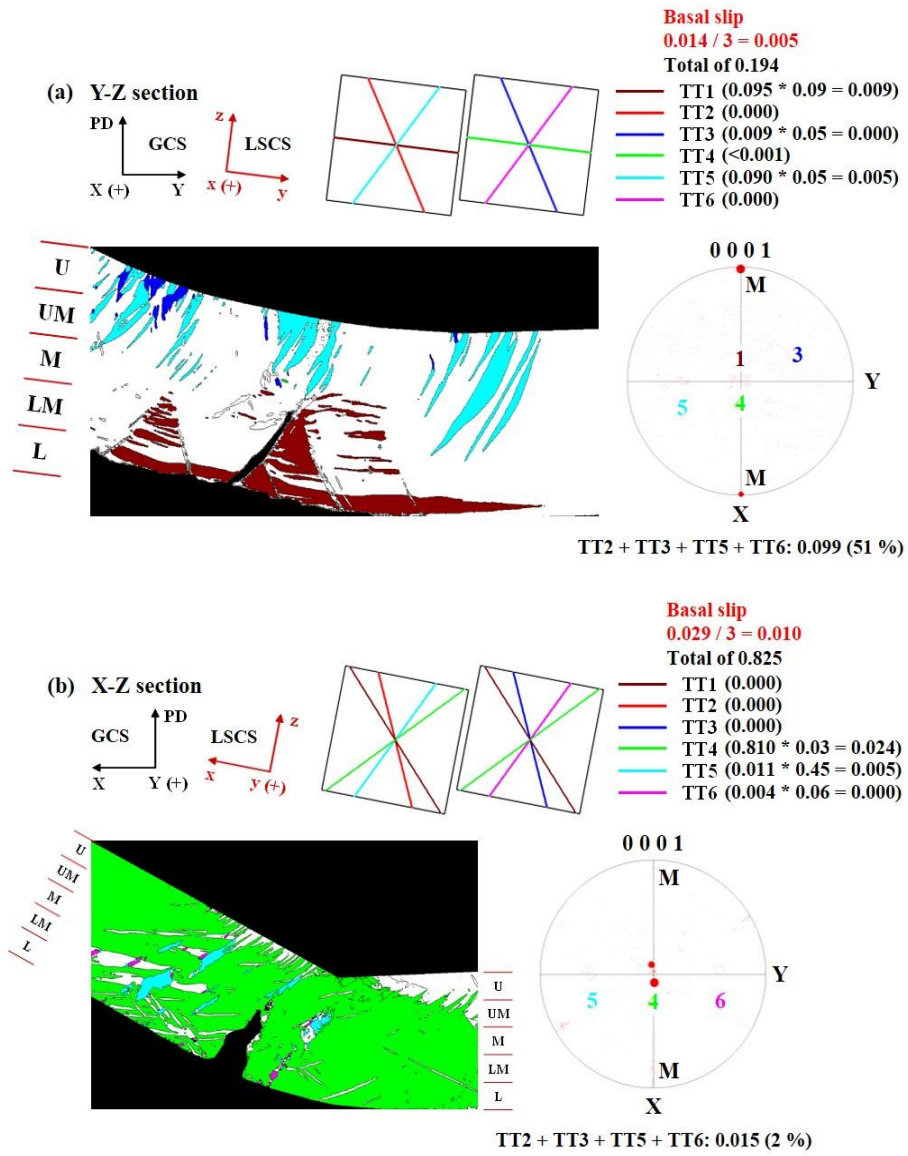 Basal slip
0.014 / 3 = 0.005
Total of 0.194
(a) Y-Z section
TT1 (0.095 * 0.09 = 0.009)
TT2 (0.000)
TT3 (0.009 * 0.05 = 0.000)
TT4 (<0.001)
TT5 (0.090 * 0.05 = 0.005)
TT6 (0.000)
PD
GCS
X (+)
Y
z
LSCS
x (+)
y
U
UM
M
LM
L
0 0 0 1
M
1
3
Y
5
4
M
X
TT2 + TT3 + TT5 + TT6: 0.099 (51 %)
Basal slip
0.029 / 3 = 0.010
Total of 0.825
(b) X-Z section
TT1 (0.000)
TT2 (0.000)
TT3 (0.000)
TT4 (0.810 * 0.03 = 0.024)
TT5 (0.011 * 0.45 = 0.005)
TT6 (0.004 * 0.06 = 0.000)
GCS
PD
X
Y (+)
LSCS
z
x
y (+)
U
UM
M
LM
L
U
UM
M
LM
L
0 0 0 1
M
Y
5
4
6
M
X
TT2 + TT3 + TT5 + TT6: 0.015 (2 %)